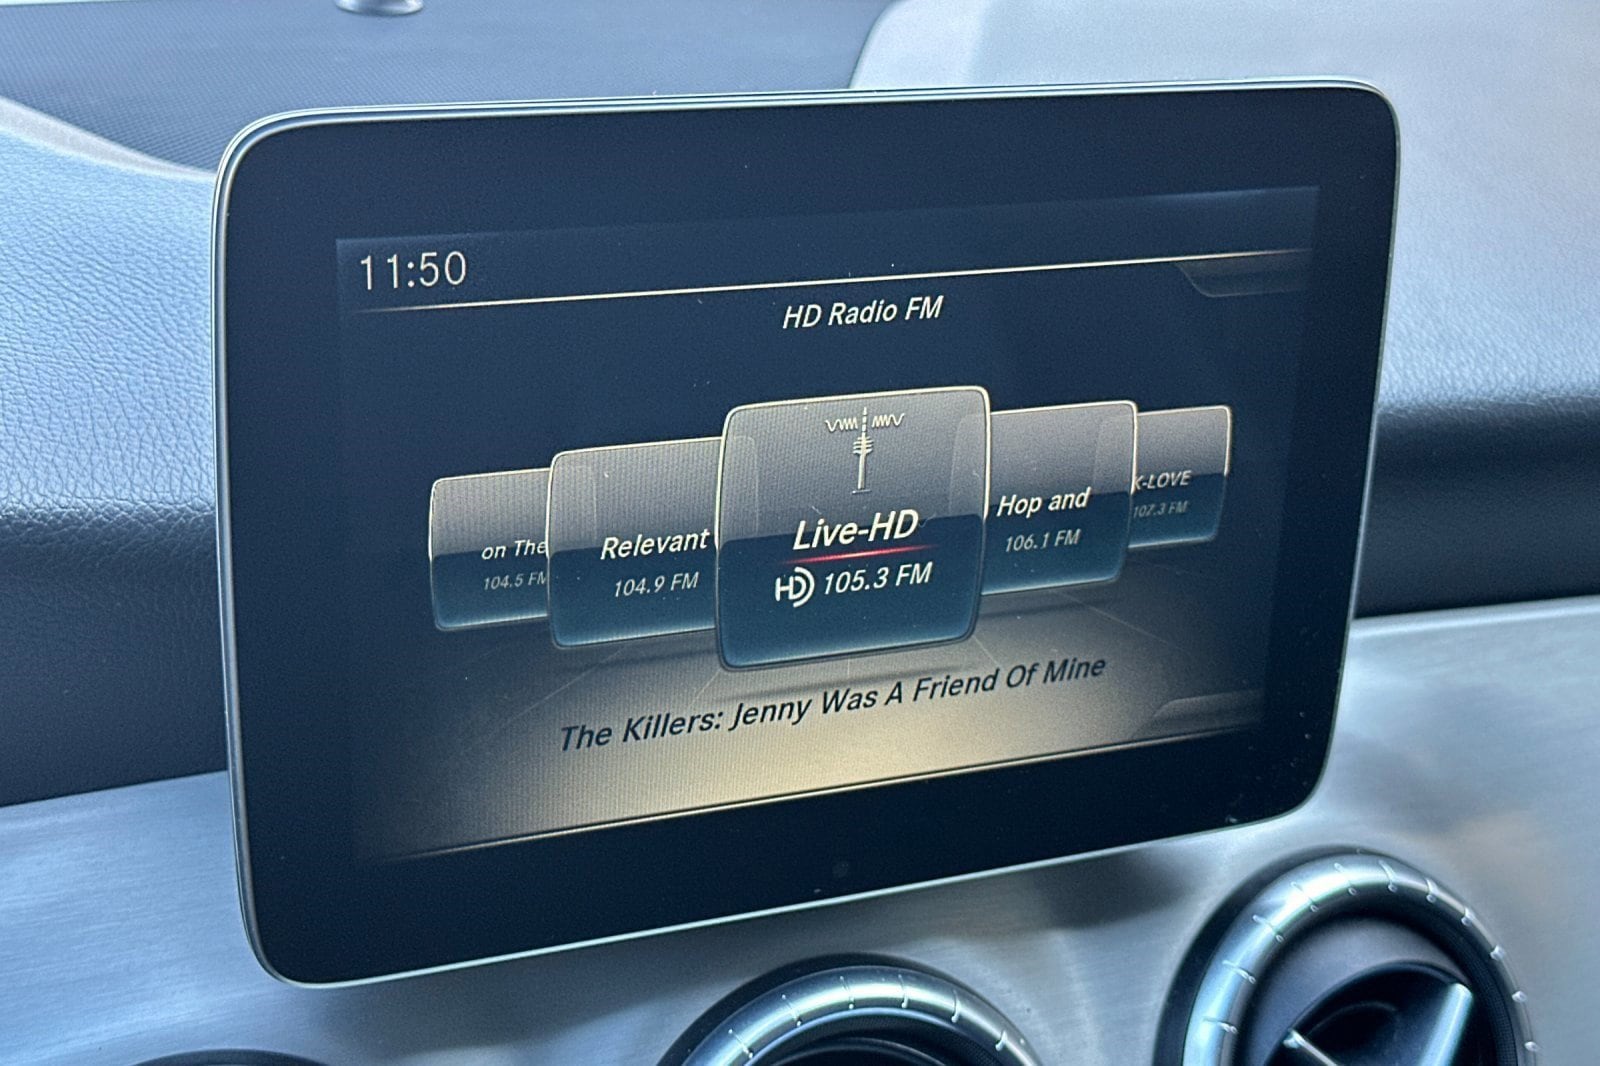 11:50
HD Radio FM
on The
104.5 FM
Relevant
104.9 FM
Live-HD
HD 105.3 FM
Hop and
106.1 FM
K-LOVE
107.3 FM
The Killers: Jenny Was A Friend Of Mine